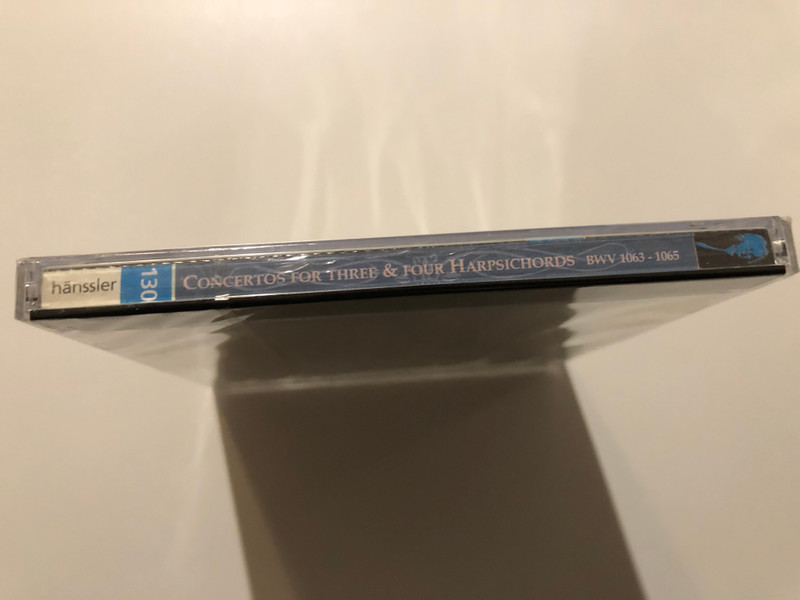 hänssler
130
CONCERTOS FOR THREE & FOUR HARPSICHORDS BWV 1063 - 1065